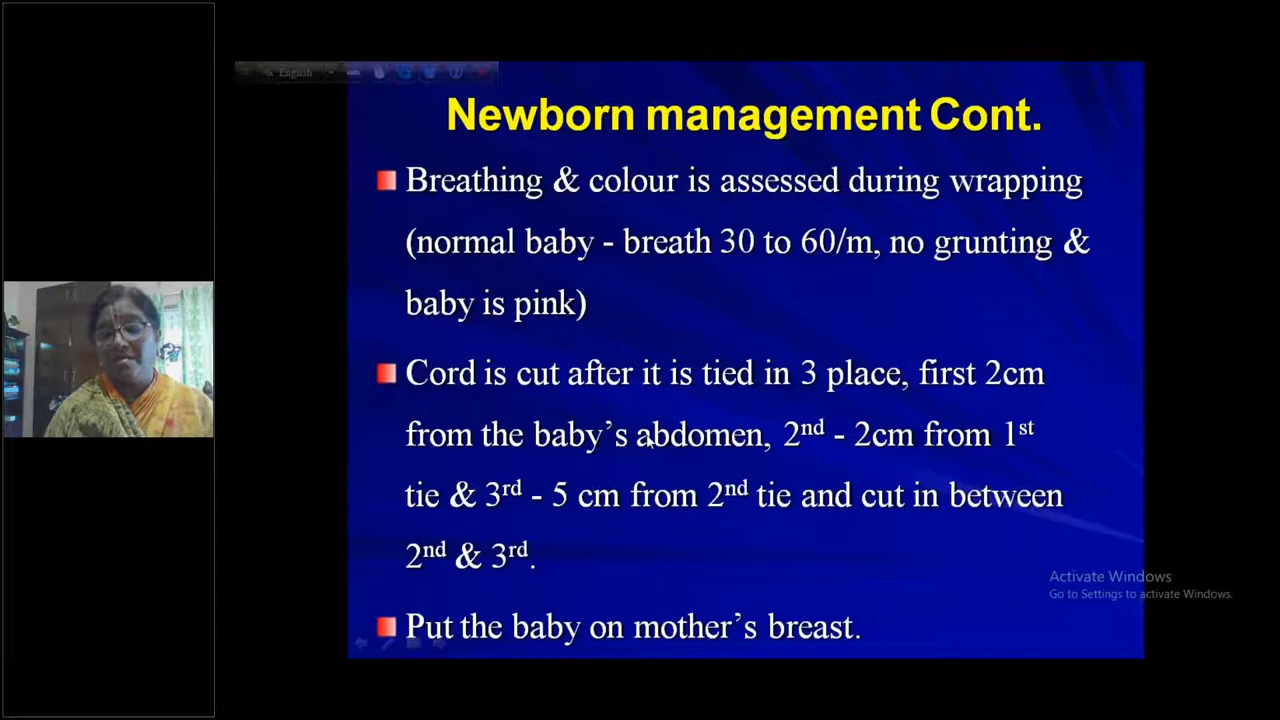 English
Newborn management Cont.
Breathing & colour is assessed during wrapping
(normal baby - breath 30 to 60/m, no grunting &
baby is pink)
Cord is cut after it is tied in 3 place, first 2cm
from the baby’s abdomen, 2nd - 2cm from 1st
tie & 3rd - 5 cm from 2nd tie and cut in between
2nd & 3rd.
Put the baby on mother’s breast.
Activate Windows
Go to Settings to activate Windows.